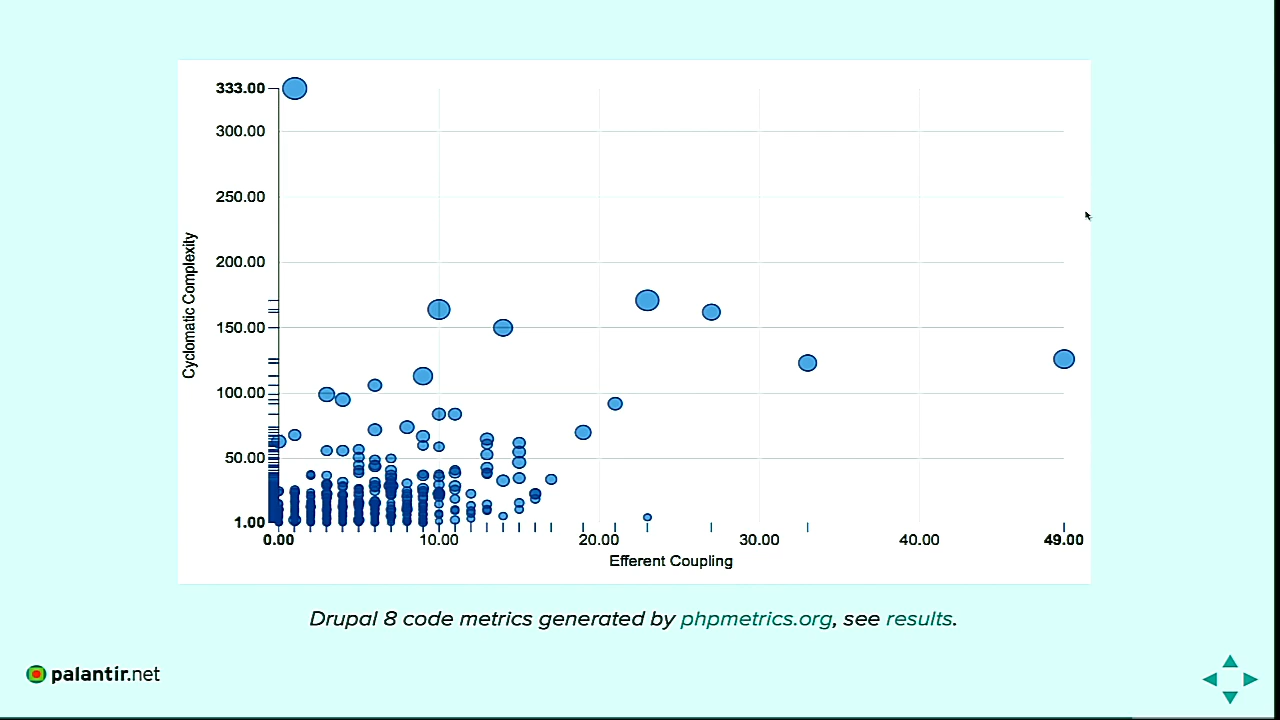 333.00
300.00
250.00
200.00
150.00
100.00
50.00
1.00
Cyclomatic Complexity
0.00 10.00 20.00 30.00 40.00 49.00
Efferent Coupling
Drupal 8 code metrics generated by phpmetrics.org, see results.
palantir.net